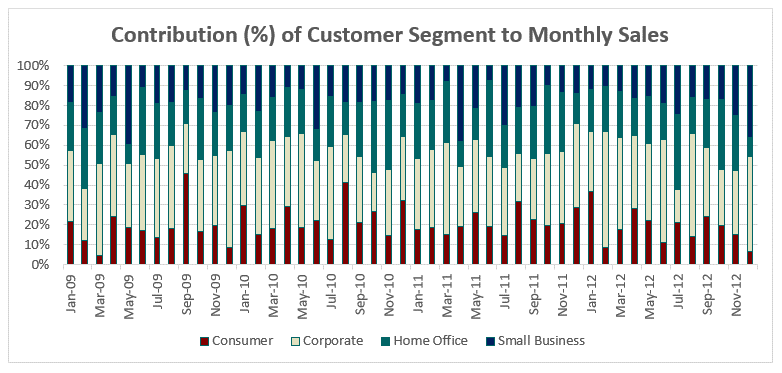 Contribution (%) of Customer Segment to Monthly Sales
100%
90%
80%
70%
60%
50%
40%
30%
20%
10%
0%
Jan-09
Mar-09
May-09
Jul-09
Sep-09
Nov-09
Jan-10
Mar-10
May-10
Jul-10
Sep-10
Nov-10
Jan-11
Mar-11
May-11
Jul-11
Sep-11
Nov-11
Jan-12
Mar-12
May-12
Jul-12
Sep-12
Nov-12
Consumer Corporate Home Office Small Business